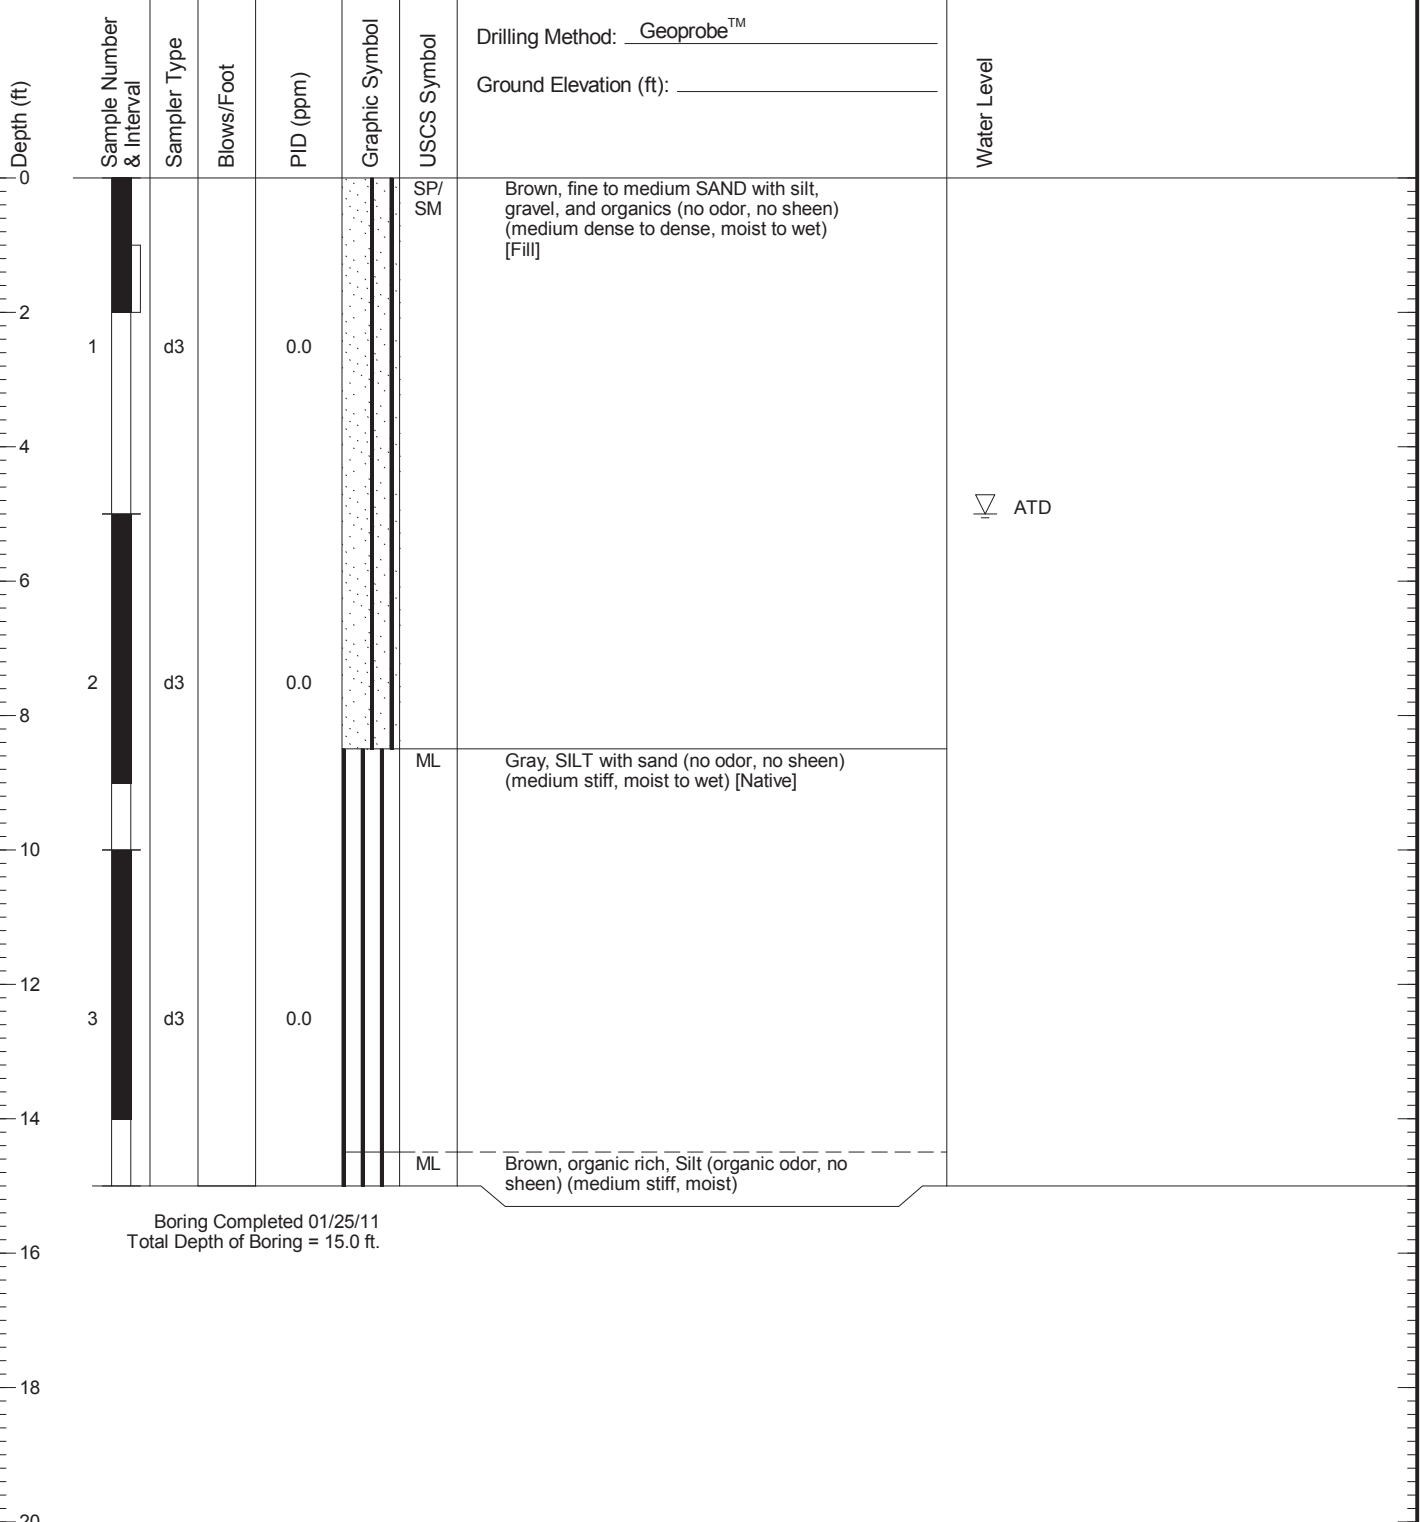 Depth (ft)
Sample Number
& Interval
Sampler Type
Blows/Foot
PID (ppm)
Graphic Symbol
USCS Symbol
Drilling Method: Geoprobe™
Ground Elevation (ft):
Water Level
0
SP/
SM
Brown, fine to medium SAND with silt,
gravel, and organics (no odor, no sheen)
(medium dense to dense, moist to wet)
[Fill]
2
1 d3 0.0
4
ATD
6
2 d3 0.0
8
ML
Gray, SILT with sand (no odor, no sheen)
(medium stiff, moist to wet) [Native]
10
12
3 d3 0.0
14
ML
Brown, organic rich, Silt (organic odor, no
sheen) (medium stiff, moist)
Boring Completed 01/25/11
Total Depth of Boring = 15.0 ft.
16
18
20